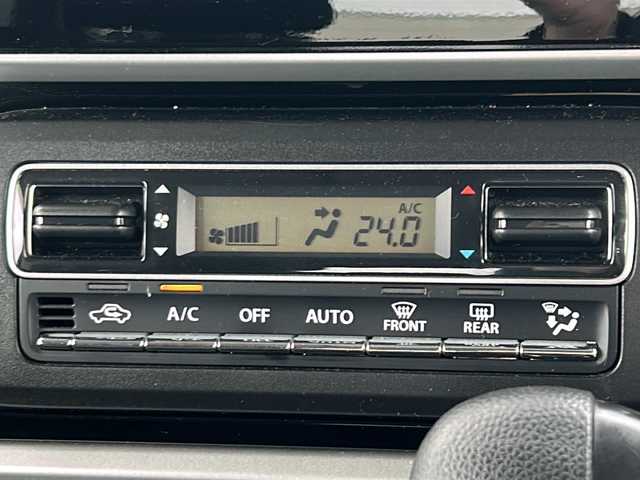 A/C
24.0
A/C OFF AUTO FRONT REAR